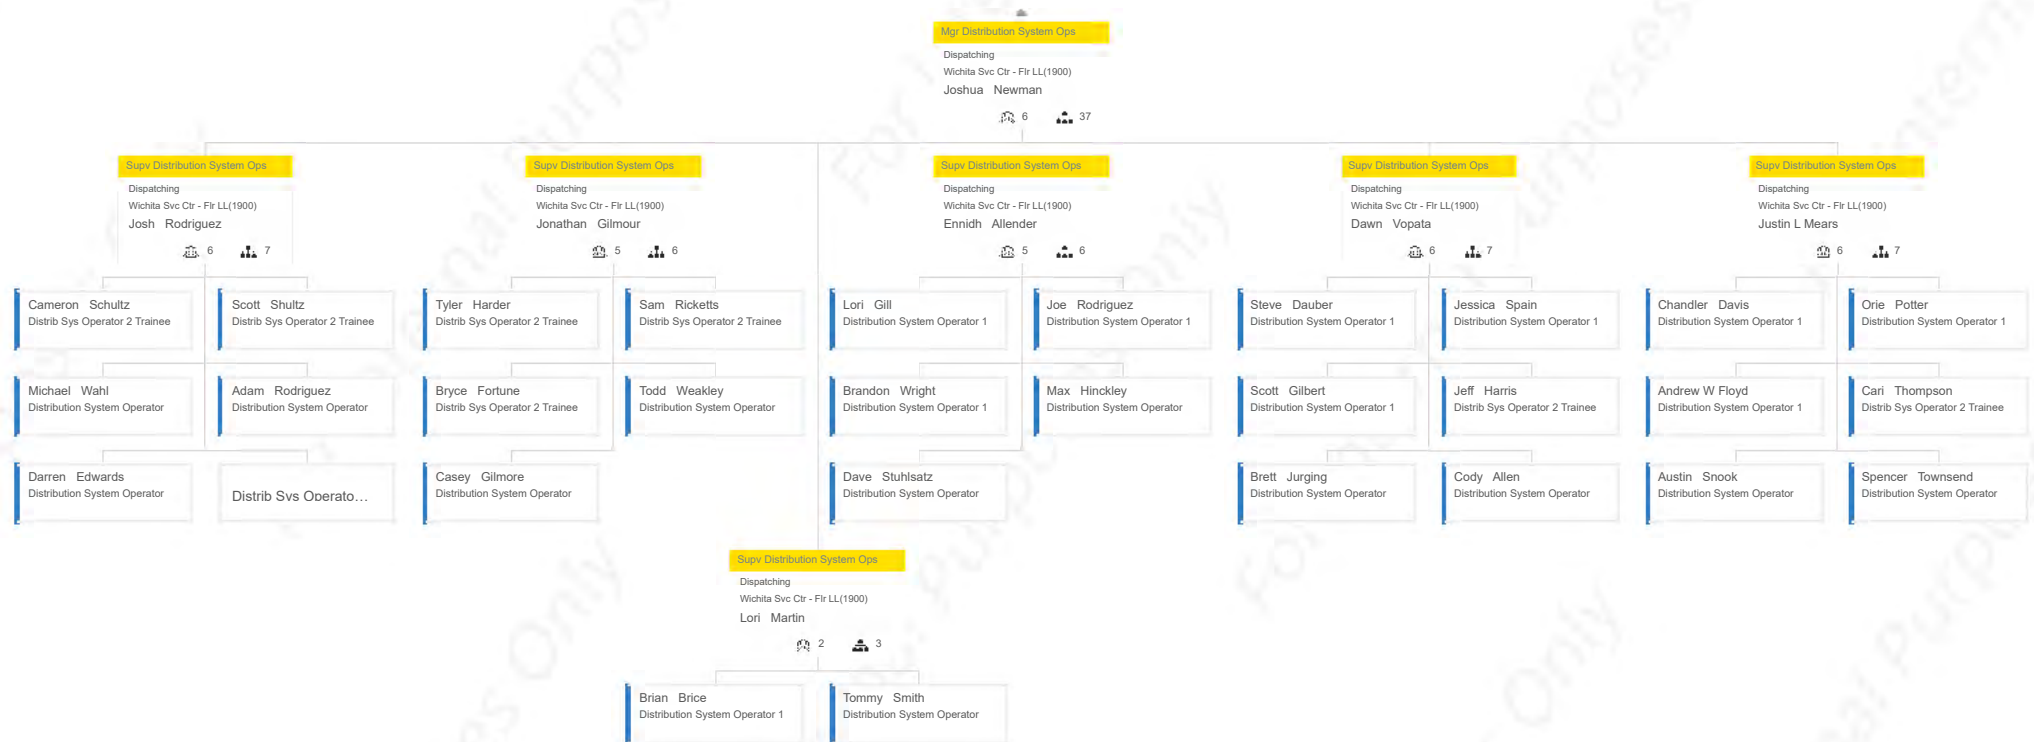 Mgr Distribution System Ops
Dispatching
Wichita Svc Ctr - Flr LL(1900)
Joshua Newman
6 37
Supv Distribution System Ops
Dispatching
Wichita Svc Ctr - Flr LL(1900)
Josh Rodriguez
6 7
Supv Distribution System Ops
Dispatching
Wichita Svc Ctr - Flr LL(1900)
Jonathan Gilmour
5 6
Supv Distribution System Ops
Dispatching
Wichita Svc Ctr - Flr LL(1900)
Ennidh Allender
5 6
Supv Distribution System Ops
Dispatching
Wichita Svc Ctr - Flr LL(1900)
Dawn Vopata
6 7
Supv Distribution System Ops
Dispatching
Wichita Svc Ctr - Flr LL(1900)
Justin L Mears
6 7
Cameron Schultz
Distrib Sys Operator 2 Trainee
Scott Shultz
Distrib Sys Operator 2 Trainee
Michael Wahl
Distribution System Operator
Adam Rodriguez
Distribution System Operator
Darren Edwards
Distribution System Operator
Distrib Sys Operato...
Tyler Harder
Distrib Sys Operator 2 Trainee
Sam Ricketts
Distrib Sys Operator 2 Trainee
Bryce Fortune
Distrib Sys Operator 2 Trainee
Todd Weakley
Distribution System Operator
Casey Gilmore
Distribution System Operator
Lori Gill
Distribution System Operator 1
Joe Rodriguez
Distribution System Operator 1
Brandon Wright
Distribution System Operator 1
Max Hinckley
Distribution System Operator
Dave Stuhlsatz
Distribution System Operator
Steve Dauber
Distribution System Operator 1
Jessica Spain
Distribution System Operator 1
Scott Gilbert
Distribution System Operator 1
Jeff Harris
Distrib Sys Operator 2 Trainee
Brett Jurging
Distribution System Operator
Cody Allen
Distribution System Operator
Chandler Davis
Distribution System Operator 1
Orie Potter
Distribution System Operator 1
Andrew W Floyd
Distribution System Operator 1
Cari Thompson
Distrib Sys Operator 2 Trainee
Austin Snook
Distribution System Operator
Spencer Townsend
Distribution System Operator
Supv Distribution System Ops
Dispatching
Wichita Svc Ctr - Flr LL(1900)
Lori Martin
2 3
Brian Brice
Distribution System Operator 1
Tommy Smith
Distribution System Operator